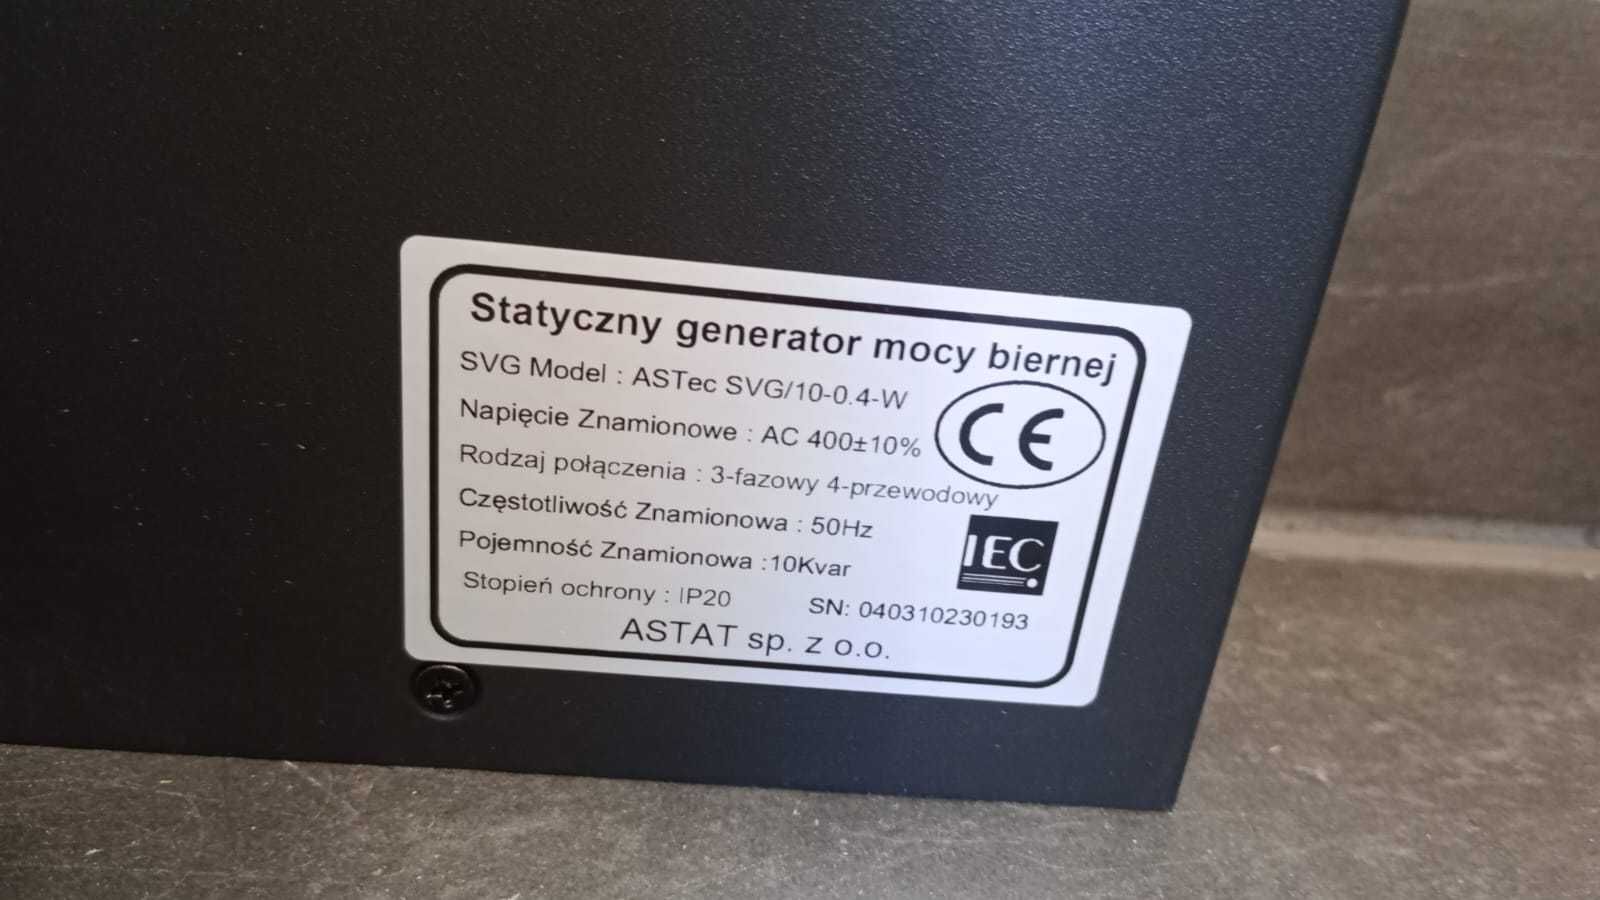 Statyczny generator mocy biernej
SVG Model : ASTec SVG/10-0.4-W
Napięcie Znamionowe : AC 400±10%
CE
Rodzaj połączenia : 3-fazowy 4-przewodowy
Częstotliwość Znamionowa : 50Hz
IEC
Pojemność Znamionowa :10Kvar
Stopień ochrony : IP20
SN: 040310230193
ASTAT sp. z o.o.